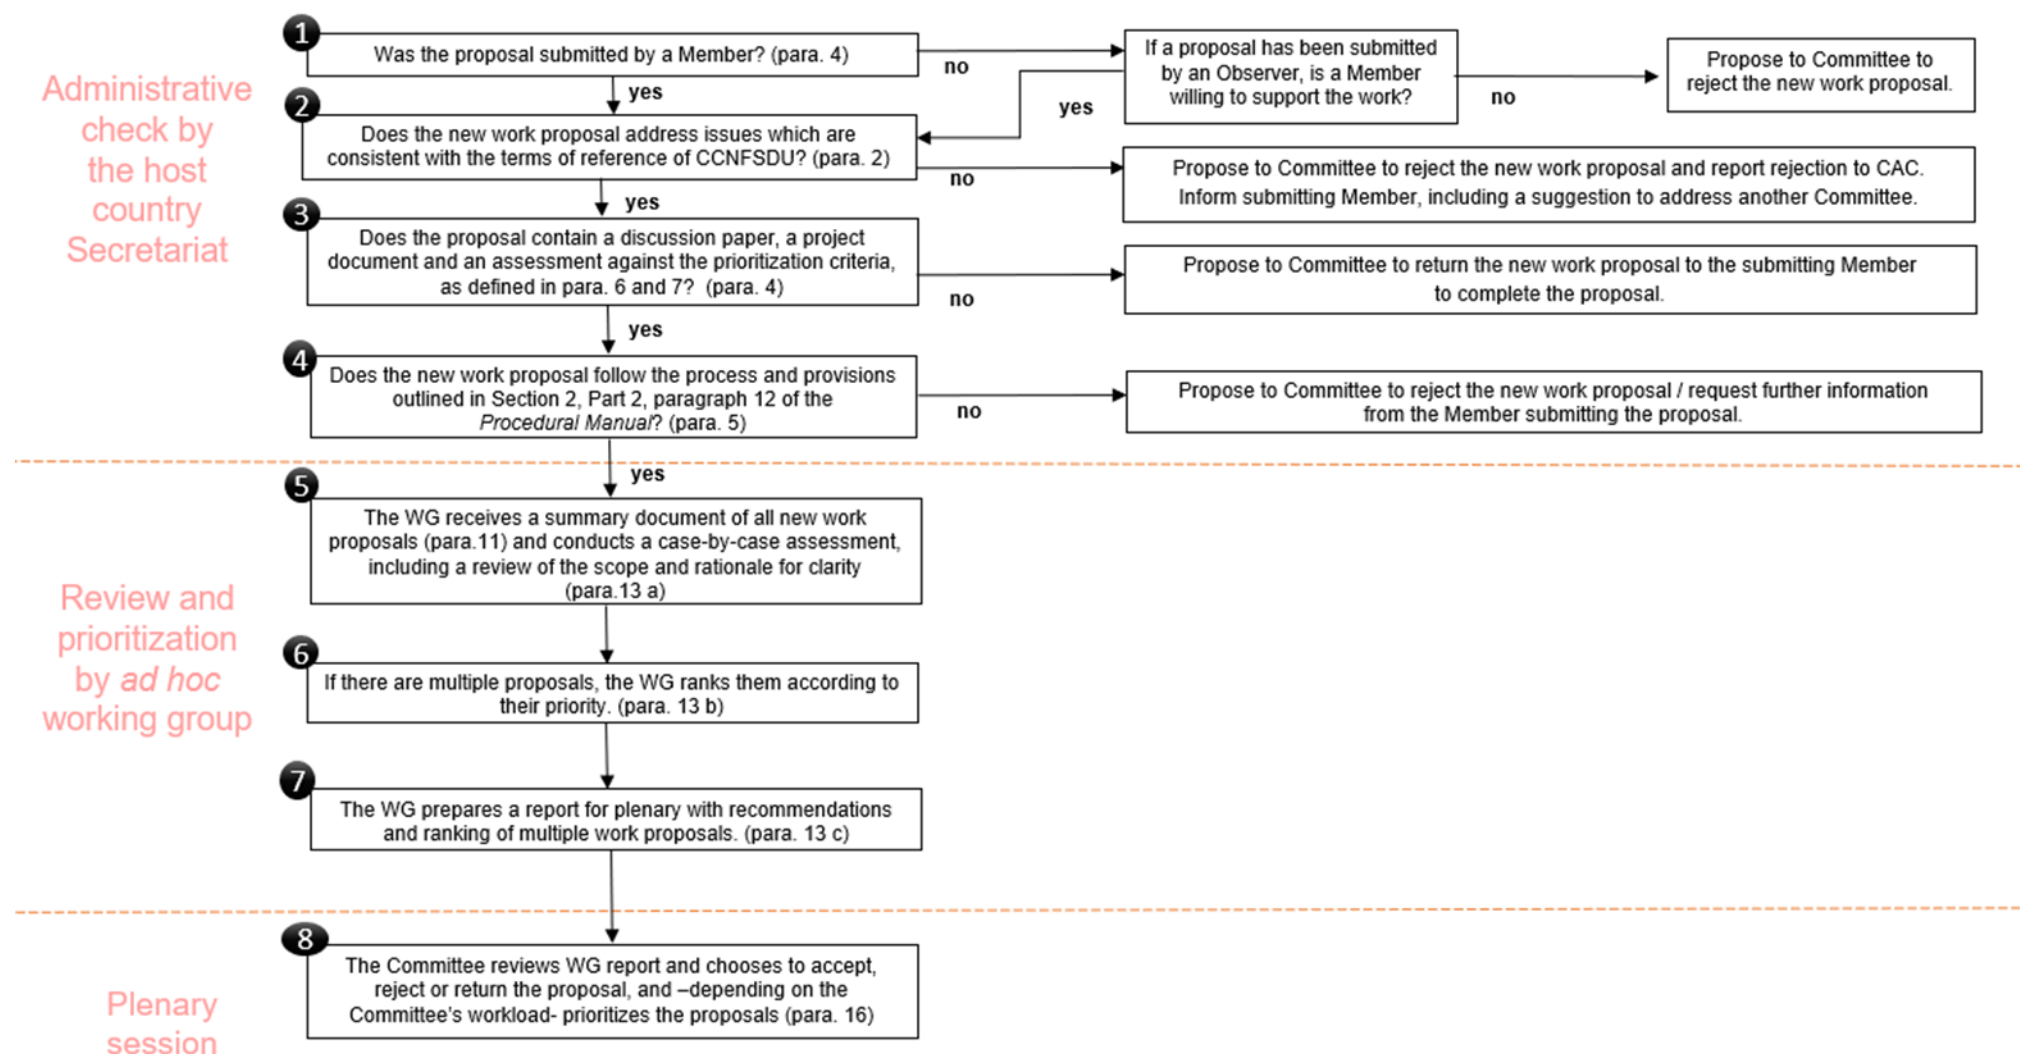 Administrative
check by
the host
country
Secretariat
1
Was the proposal submitted by a Member? (para. 4)
no
If a proposal has been submitted
by an Observer, is a Member
willing to support the work?
no
Propose to Committee to
reject the new work proposal.
yes
yes
2
Does the new work proposal address issues which are
consistent with the terms of reference of CCNFSDU? (para. 2)
no
Propose to Committee to reject the new work proposal and report rejection to CAC.
Inform submitting Member, including a suggestion to address another Committee.
yes
3
Does the proposal contain a discussion paper, a project
document and an assessment against the prioritization criteria,
as defined in para. 6 and 7? (para. 4)
no
Propose to Committee to return the new work proposal to the submitting Member
to complete the proposal.
yes
4
Does the new work proposal follow the process and provisions
outlined in Section 2, Part 2, paragraph 12 of the
Procedural Manual? (para. 5)
no
Propose to Committee to reject the new work proposal / request further information
from the Member submitting the proposal.
yes
Review and
prioritization
by ad hoc
working group
5
The WG receives a summary document of all new work
proposals (para.11) and conducts a case-by-case assessment,
including a review of the scope and rationale for clarity
(para.13 a)
6
If there are multiple proposals, the WG ranks them according to
their priority. (para. 13 b)
7
The WG prepares a report for plenary with recommendations
and ranking of multiple work proposals. (para. 13 c)
Plenary
session
8
The Committee reviews WG report and chooses to accept,
reject or return the proposal, and –depending on the
Committee's workload- prioritizes the proposals (para. 16)